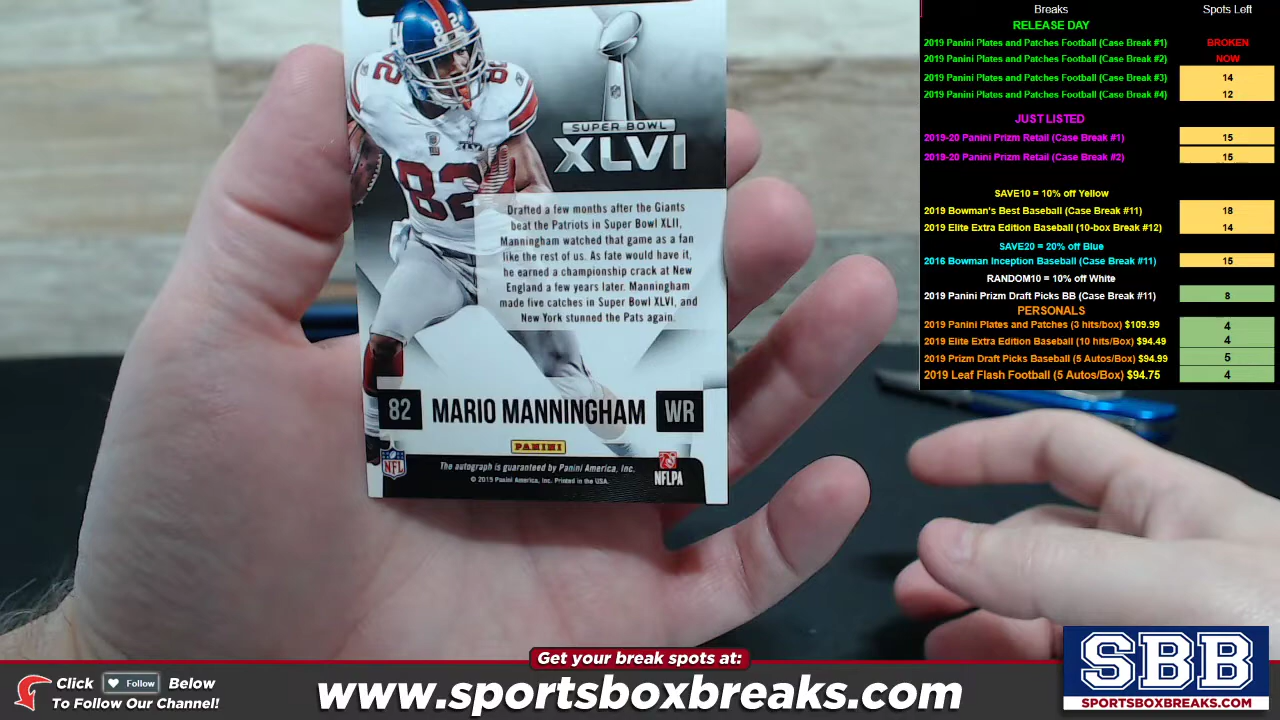 82
82
SUPER BOWL
XLVI
Drafted a few months after the Giants
beat the Patriots in Super Bowl XLII,
Manningham watched that game as a fan
like the rest of us. As fate would have it,
he earned a championship crack at New
England a few years later. Manningham
made five catches in Super Bowl XLVI, and
New York stunned the Pats again.
82 MARIO MANNINGHAM WR
PANINI
NFL
The autograph is guaranteed by Panini America, Inc.
© 2019 Panini America, Inc. Printed in the USA.
NFLPA
Breaks Spots Left
RELEASE DAY
2019 Panini Plates and Patches Football (Case Break #1) BROKEN
2019 Panini Plates and Patches Football (Case Break #2) NOW
2019 Panini Plates and Patches Football (Case Break #3) 14
2019 Panini Plates and Patches Football (Case Break #4) 12
JUST LISTED
2019-20 Panini Prizm Retail (Case Break #1) 15
2019-20 Panini Prizm Retail (Case Break #2) 15
SAVE10 = 10% off Yellow
2019 Bowman's Best Baseball (Case Break #11) 18
2019 Elite Extra Edition Baseball (10-box Break #12) 14
SAVE20 = 20% off Blue
2016 Bowman Inception Baseball (Case Break #11) 15
RANDOM10 = 10% off White
2019 Panini Prizm Draft Picks BB (Case Break #11) 8
PERSONALS
2019 Panini Plates and Patches (3 hits/box) $109.99 4
2019 Elite Extra Edition Baseball (10 hits/Box) $94.49 4
2019 Prizm Draft Picks Baseball (5 Autos/Box) $94.99 5
2019 Leaf Flash Football (5 Autos/Box) $94.75 4
Get your break spots at:
Click Follow Below
To Follow Our Channel!
www.sportsboxbreaks.com
SBB
SPORTSBOXBREAKS.COM